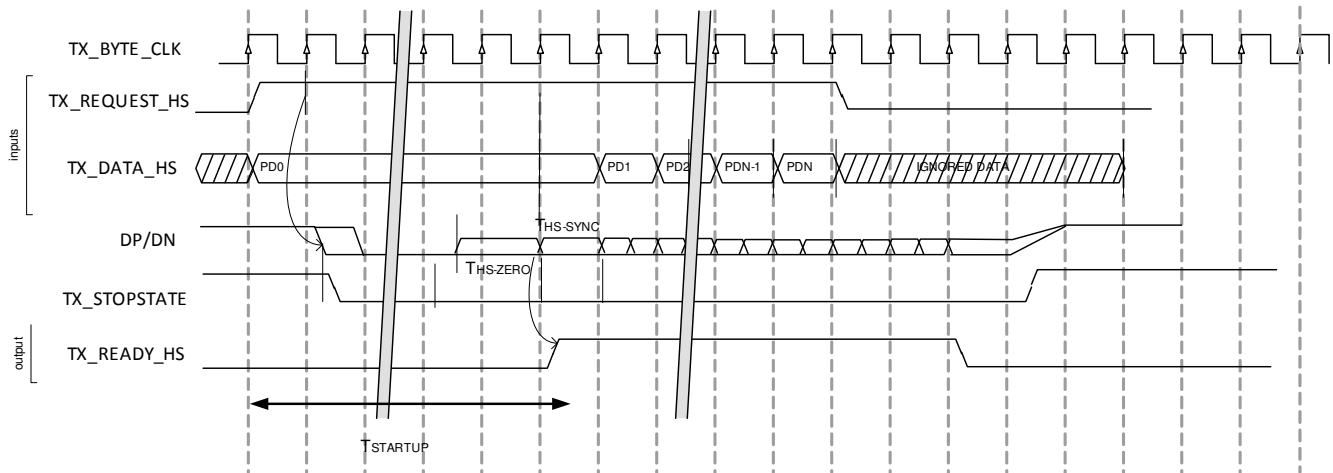 TX_BYTE_CLK
inputs
TX_REQUEST_HS
TX_DATA_HS
PD0
PD1
PD2
PDN-1
PDN
IGNORED DATA
DP/DN
THS-SYNC
THS-ZERO
TX_STOPSTATE
output
TX_READY_HS
TSTARTUP